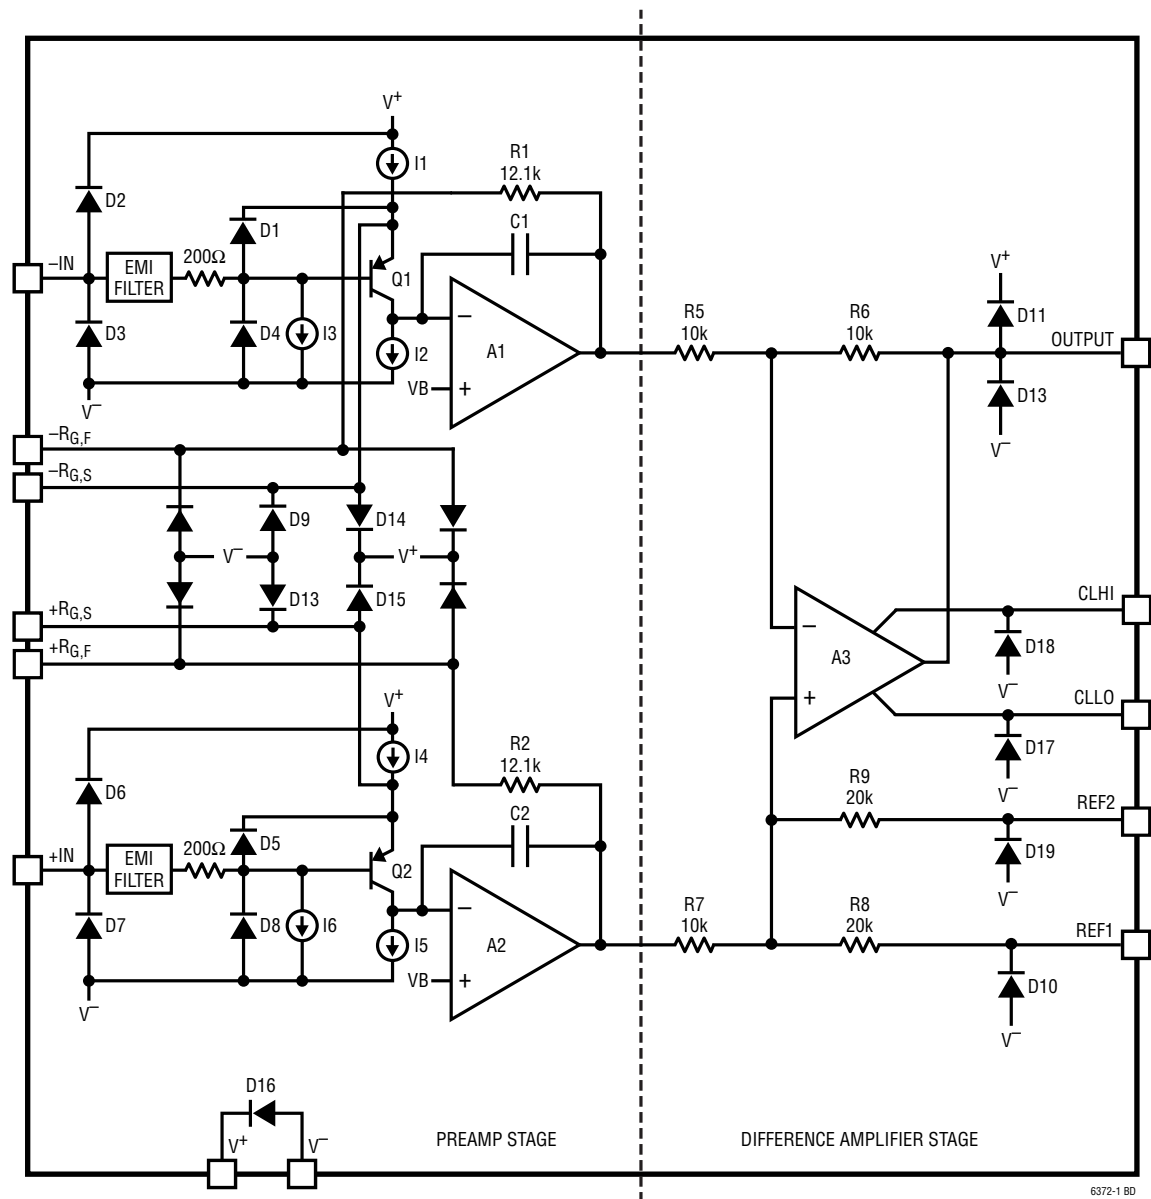 V+
I1
R1
12.1k
D2
D1
C1
–IN
EMI
FILTER
200Ω
Q1
V+
D3
D4
I3
I2
–
A1
R5
10k
R6
10k
D11
OUTPUT
VB
+
D13
V–
V–
–RG,F
–RG,S
D9
D14
V–
V+
D13
D15
+RG,S
+RG,F
CLHI
–
A3
D18
V–
+
CLLO
V+
I4
R2
12.1k
D17
V–
D6
D5
C2
R9
20k
REF2
+IN
EMI
FILTER
200Ω
Q2
D19
V–
D7
D8
I6
I5
–
A2
R7
10k
R8
20k
REF1
VB
+
D10
V–
V–
D16
V+
V–
PREAMP STAGE
DIFFERENCE AMPLIFIER STAGE
6372-1 BD